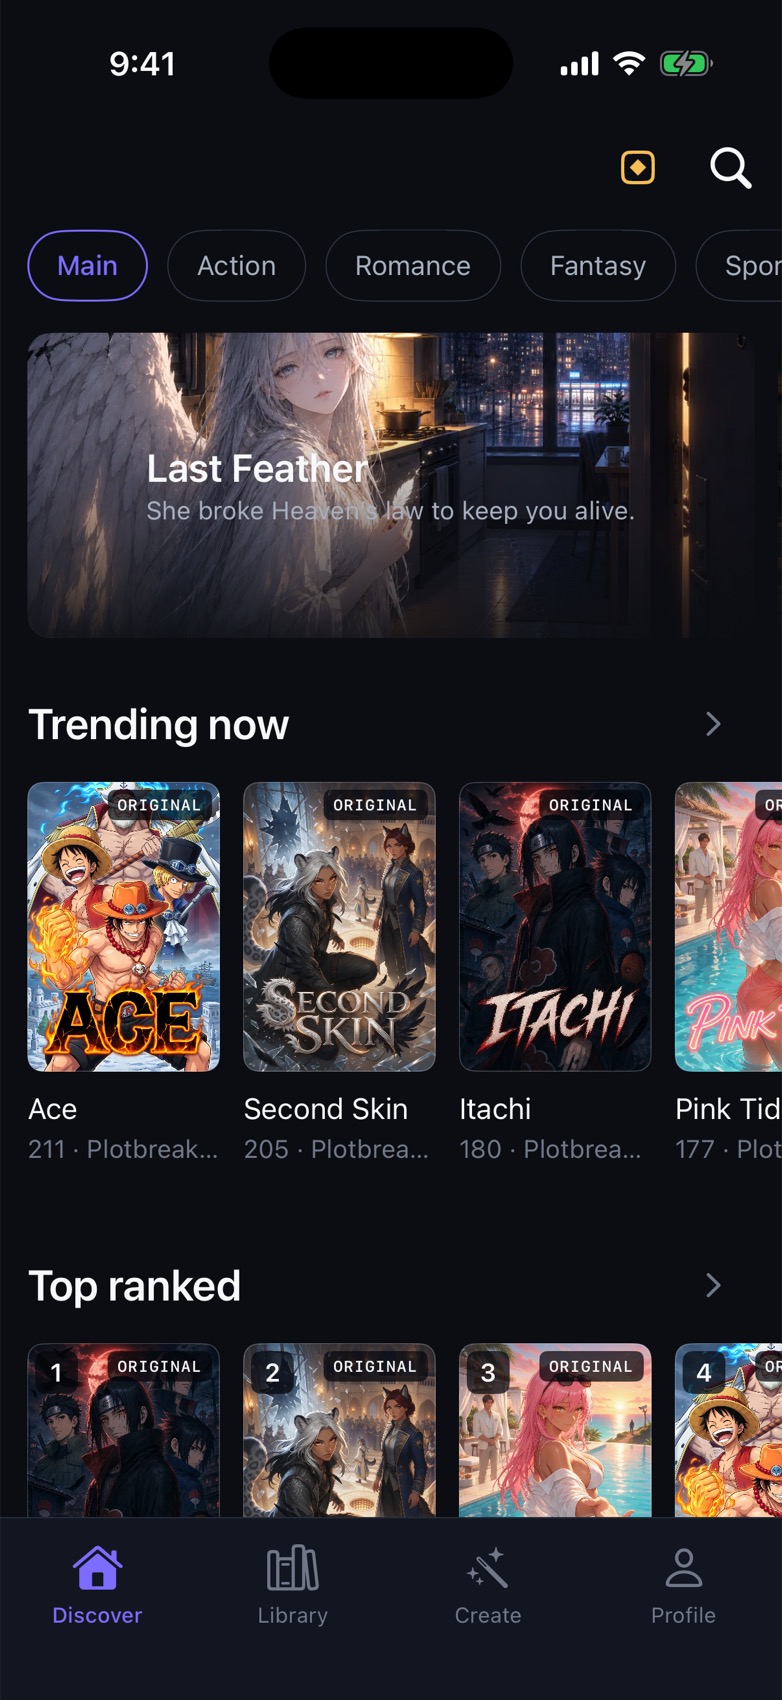 9:41
Main
Action
Romance
Fantasy
Spor
Last Feather
She broke Heaven's law to keep you alive.
Trending now
ORIGINAL
ORIGINAL
ORIGINAL
OR
ACE
SECOND
SKIN
ITACHI
PINK
Ace
Second Skin
Itachi
Pink Tid
211 · Plotbreak...
205 · Plotbrea...
180 · Plotbrea...
177 · Plot
Top ranked
1
ORIGINAL
2
ORIGINAL
3
ORIGINAL
4
OR
Discover
Library
Create
Profile